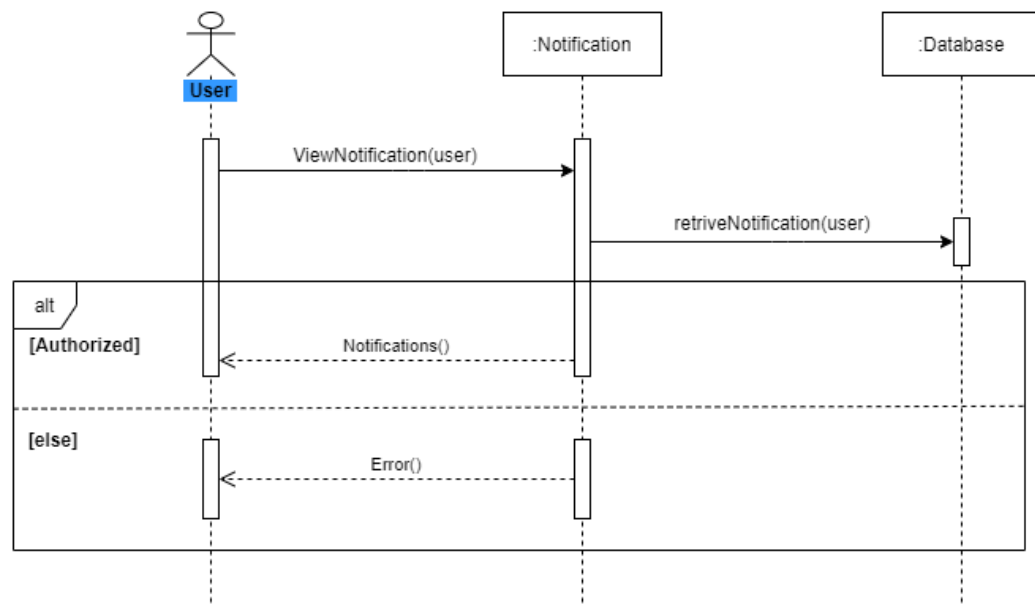 User
:Notification
:Database
ViewNotification(user)
retriveNotification(user)
alt
[Authorized]
Notifications()
[else]
Error()